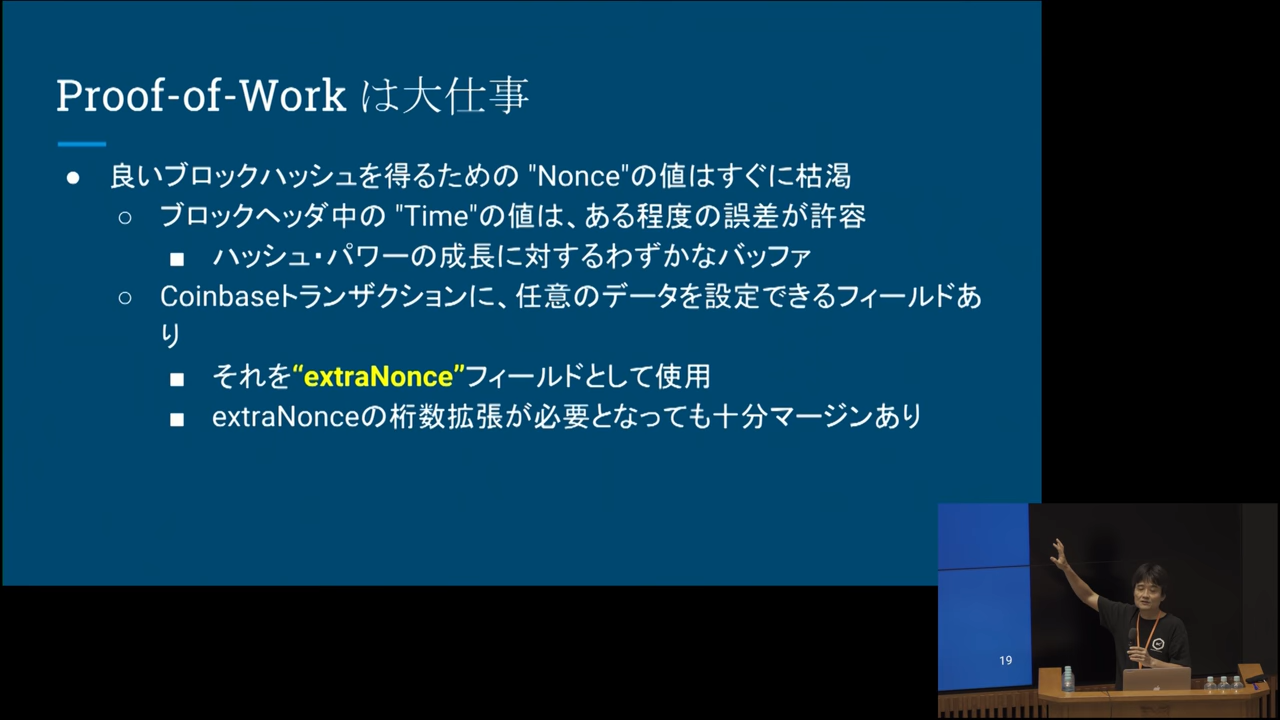 Proof-of-Work は大仕事
● 良いブロックハッシュを得るための "Nonce"の値はすぐに枯渇
○ ブロックヘッダ中の "Time"の値は、ある程度の誤差が許容
■ ハッシュ・パワーの成長に対するわずかなバッファ
○ Coinbaseトランザクションに、任意のデータを設定できるフィールドあ
り
■ それを“extraNonce”フィールドとして使用
■ extraNonceの桁数拡張が必要となっても十分マージンあり
19